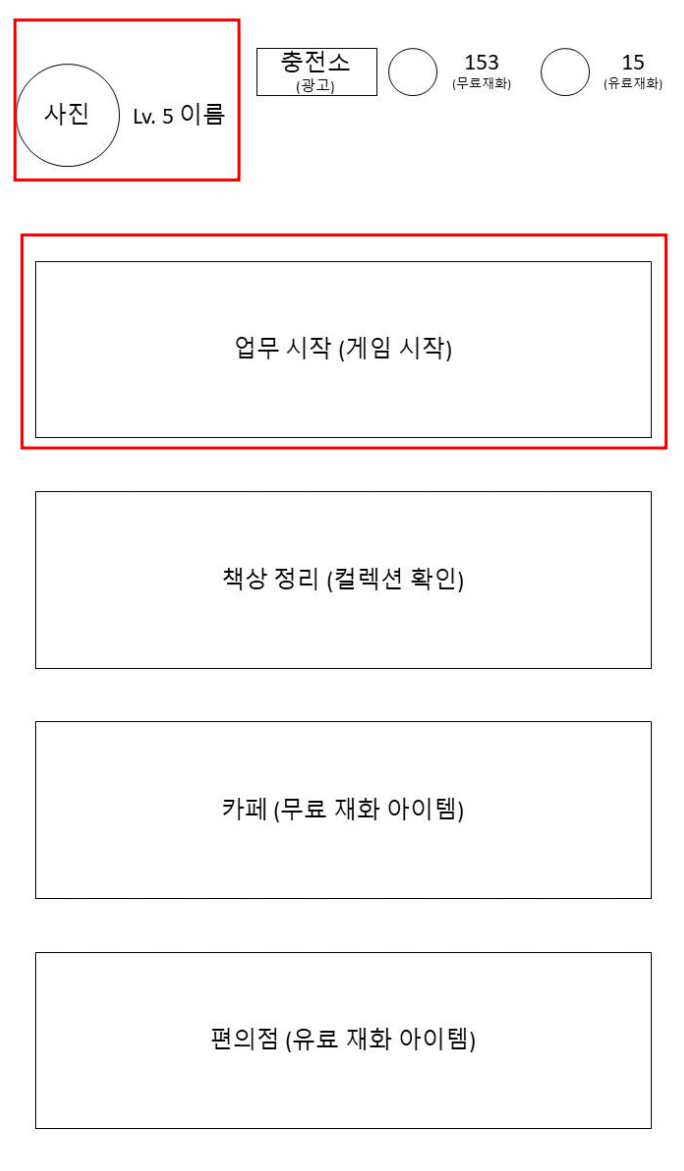 사진
Lv. 5 이름
충전소
(광고)
153
(무료재화)
15
(유료재화)
업무 시작 (게임 시작)
책상 정리 (컬렉션 확인)
카페 (무료 재화 아이템)
편의점 (유료 재화 아이템)